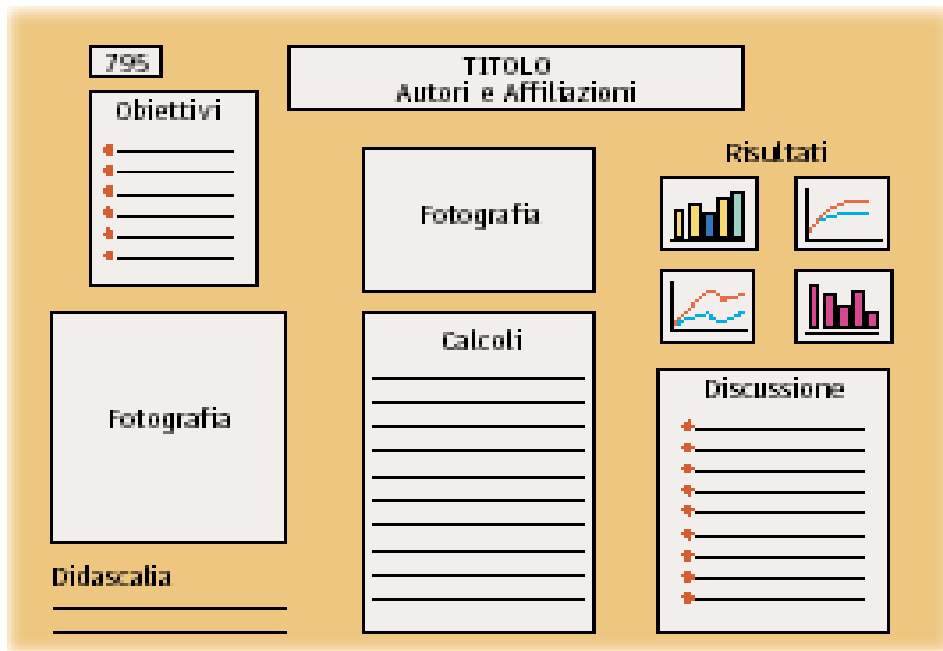 795
TITOLO
Autori e Affiliazioni
Obiettivi
Fotografia
Didascalia
Fotografia
Calcoli
Risultati
Discussione